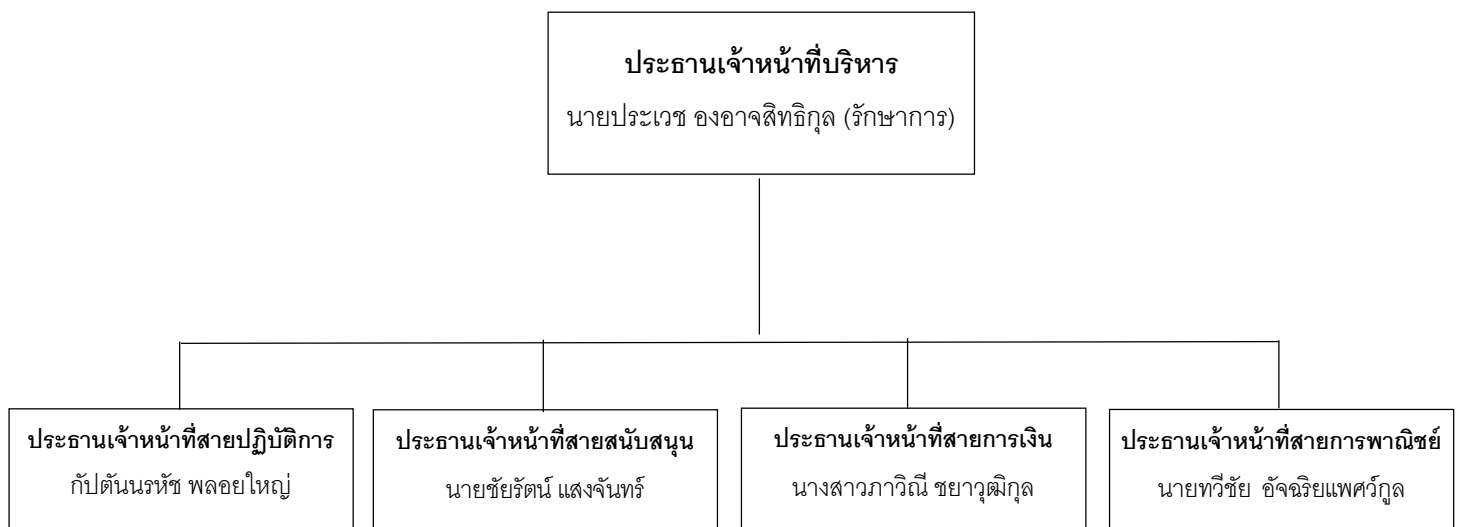 ประธานเจ้าหน้าที่บริหาร
นายประเวช องอาจสิทธิกุล (รักษาการ)
ประธานเจ้าหน้าที่สายปฏิบัติการ
กัปตันนรหัช พลอยใหญ่
ประธานเจ้าหน้าที่สายสนับสนุน
นายชัยรัตน์ แสงจันทร์
ประธานเจ้าหน้าที่สายการเงิน
นางสาวภาวิณี ชยาวุฒิกุล
ประธานเจ้าหน้าที่สายการพาณิชย์
นายทวีชัย อัจฉริยแพศว์กูล